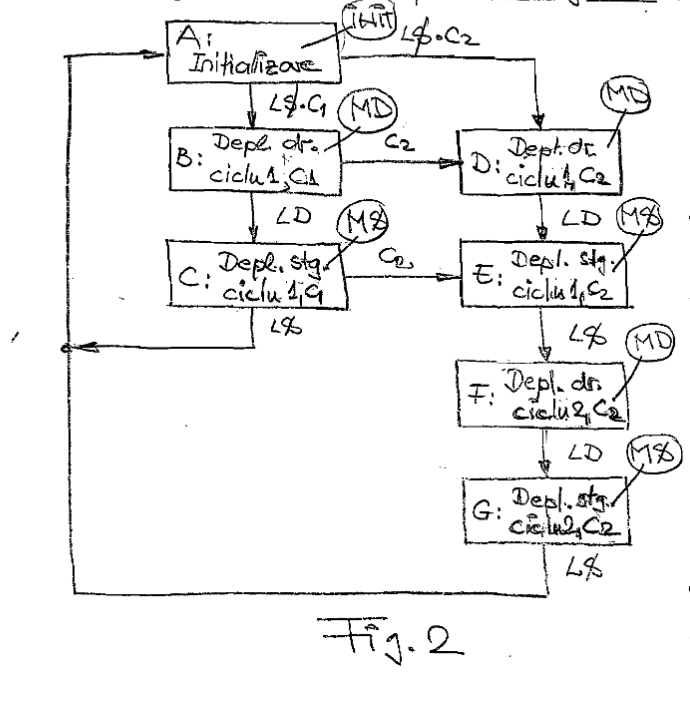 INIT
A:
Initializare
LS·C2
LS·C1
MD
MD
B: Depl. dr.
ciclu 1, C1
C2
D: Depl. dr.
ciclu 1, C2
LD
MS
LD
MS
C: Depl. stg.
ciclu 1, C1
C2
E: Depl. stg.
ciclu 1, C2
LS
LS
MD
F: Depl. dr.
ciclu 2, C2
LD
MS
G: Depl. stg.
ciclu 2, C2
LS
Fig. 2